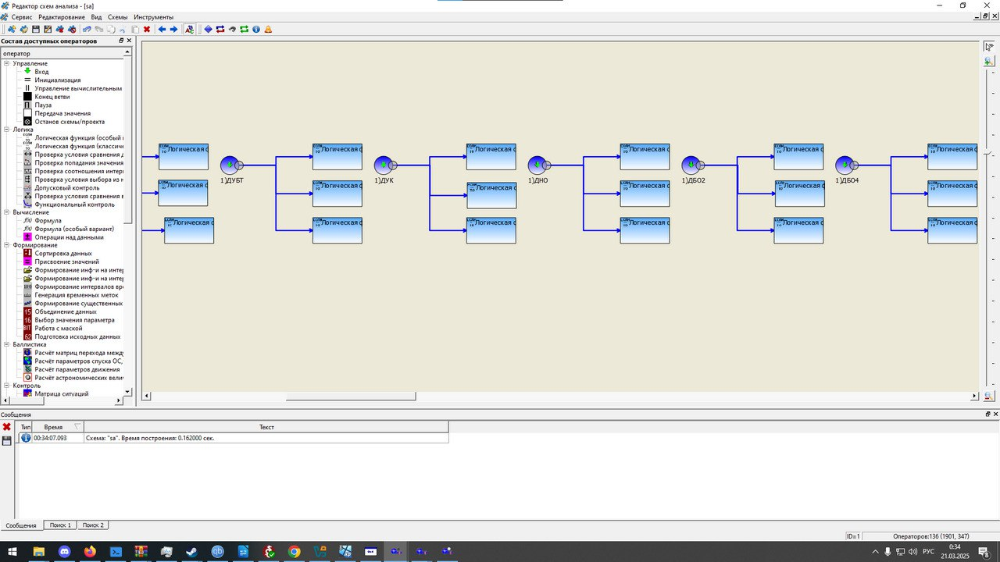 Редактор схем анализа - [sa]
Сервис Редактирование Вид Схемы Инструменты
Состав доступных операторов
оператор
Управление
Вход
Инициализация
Управление вычислительным
Конец ветви
Пауза
Передача значения
Останов схемы/проекта
Логика
Логическая функция (особый
Логическая функция (классич
Проверка условия сравнения
Проверка попадания значения
Проверка соотношения интер
Проверка условия выбора из
Допусковый контроль
Проверка условия сравнения в
Функциональный контроль
Вычисление
Формула
Формула (особый вариант)
Операции над данными
Формирование
Сортировка данных
Присвоение значений
Формирование инф-и на инте
Формирование инф-и на инте
Формирование интервалов вр
Генерация временных меток
Формирование существенных
Объединение данных
Выбор значения параметра
Работа с маской
Подготовка исходных данных
Баллистика
Расчёт матриц перехода межд
Расчёт параметров спуска ОС,
Расчёт параметров движения
Расчёт астрономических вели
Контроль
Матрица ситуаций
Логическая ф Логическая ф Логическая ф Логическая ф Логическая ф Логическая ф
1)ДУБТ 1)ДУК 1)ДНО 1)ДБО2 1)ДБО4
Логическая ф Логическая ф Логическая ф Логическая ф Логическая ф Логическая ф
Логическая ф Логическая ф Логическая ф Логическая ф Логическая ф Логическая ф
Сообщения
Тип Время Текст
00:34:07.093 Схема: "sa". Время построения: 0.162000 сек.
Сообщения Поиск 1 Поиск 2
ID=1 Операторов:136 (1901, 347)
РУС
0:34
21.03.2025